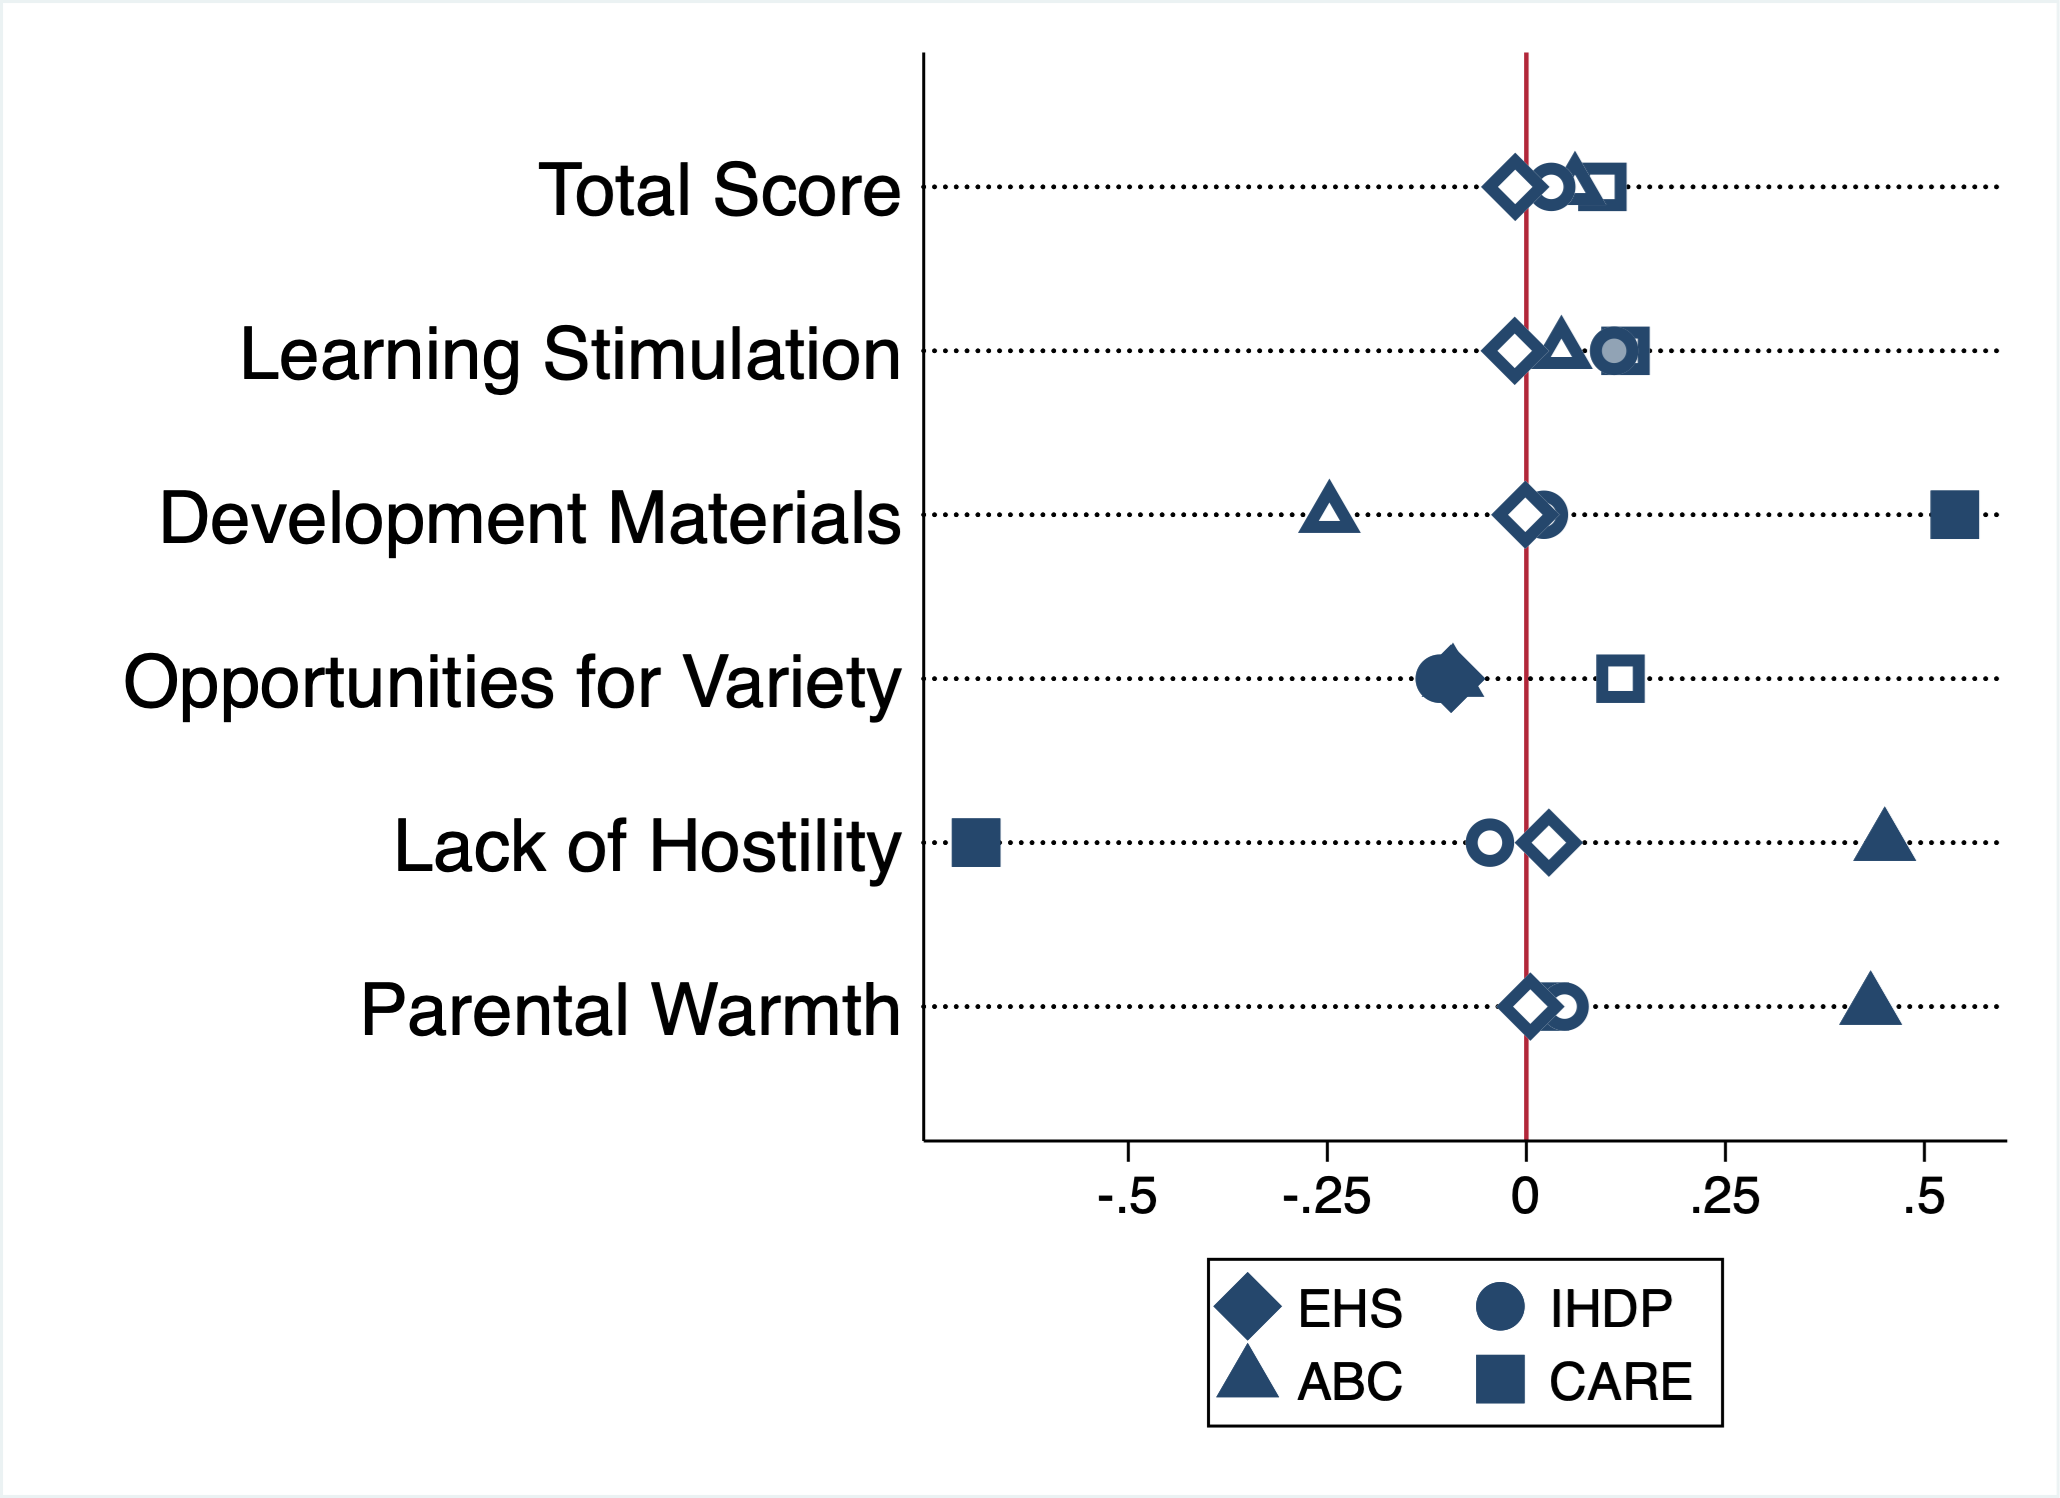 Total Score
Learning Stimulation
Development Materials
Opportunities for Variety
Lack of Hostility
Parental Warmth
-.5 -.25 0 .25 .5
EHS IHDP
ABC CARE